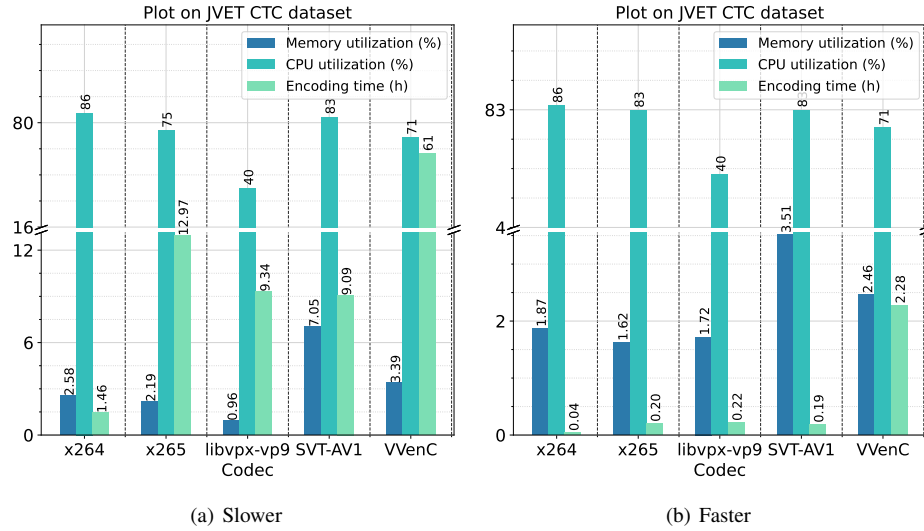 Plot on JVET CTC dataset
Memory utilization (%)
CPU utilization (%)
Encoding time (h)
80
16
12
9
6
3
0
86
75
40
83
71
61
12.97
9.34
9.09
7.05
2.58
1.46
2.19
0.96
3.39
x264
x265
libvpx-vp9
SVT-AV1
VVenC
Codec
(a) Slower
Plot on JVET CTC dataset
Memory utilization (%)
CPU utilization (%)
Encoding time (h)
83
4
2
0
86
83
40
83
71
3.51
1.87
0.04
1.62
0.20
1.72
0.22
0.19
2.46
2.28
x264
x265
libvpx-vp9
SVT-AV1
VVenC
Codec
(b) Faster